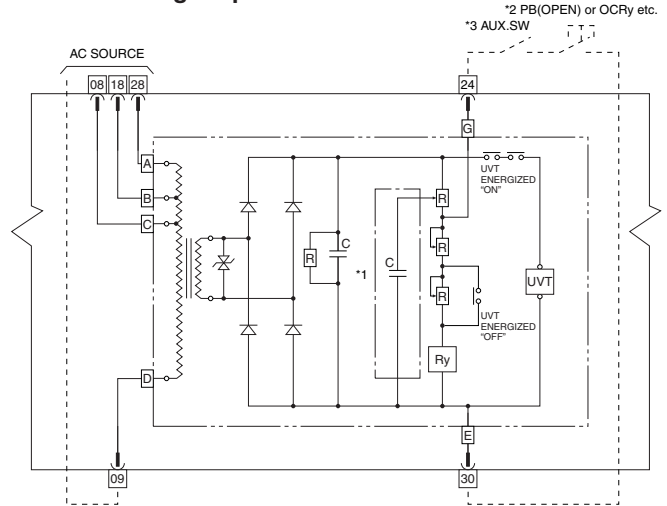 *2 PB(OPEN) or OCRy etc.
*3 AUX.SW
AC SOURCE
08 18 28
24
G
A
B
C
D
UVT
ENERGIZED
"ON"
R
C
*1
C
R
R
R
UVT
UVT
ENERGIZED
"OFF"
Ry
E
09
30